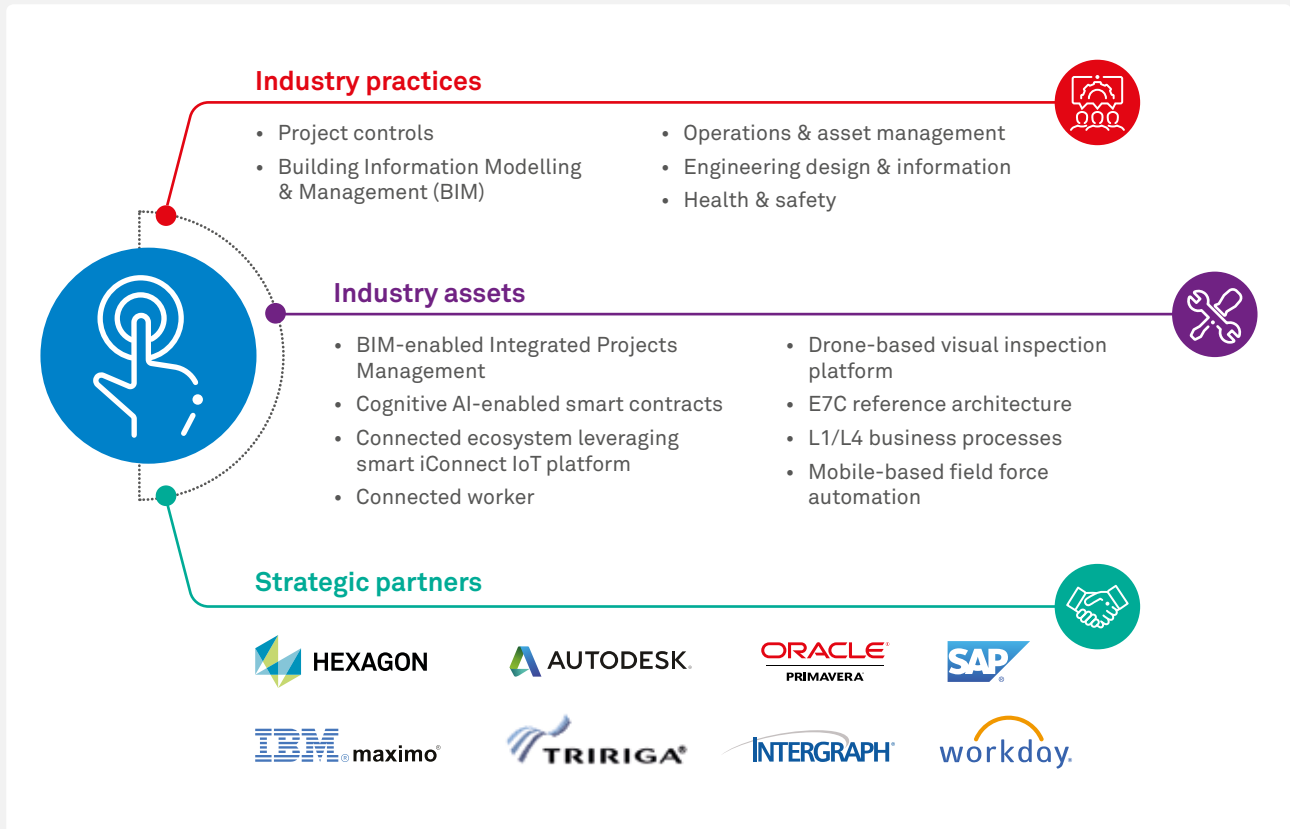 Industry practices
• Project controls
• Building Information Modelling
& Management (BIM)
• Operations & asset management
• Engineering design & information
• Health & safety
Industry assets
• BIM-enabled Integrated Projects
Management
• Cognitive AI-enabled smart contracts
• Connected ecosystem leveraging
smart iConnect IoT platform
• Connected worker
• Drone-based visual inspection
platform
• E7C reference architecture
• L1/L4 business processes
• Mobile-based field force
automation
Strategic partners
HEXAGON
AUTODESK®
ORACLE®
PRIMAVERA
SAP®
IBM® maximo®
TRIRIGA®
INTERGRAPH®
workday®